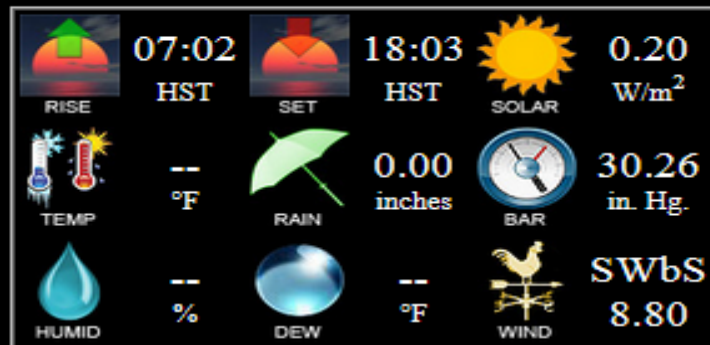 07:02 18:03 0.20
HST HST W/m²
RISE SET SOLAR
-- 0.00 30.26
°F inches in. Hg.
TEMP RAIN BAR
-- -- SWbS
% °F 8.80
HUMID DEW WIND